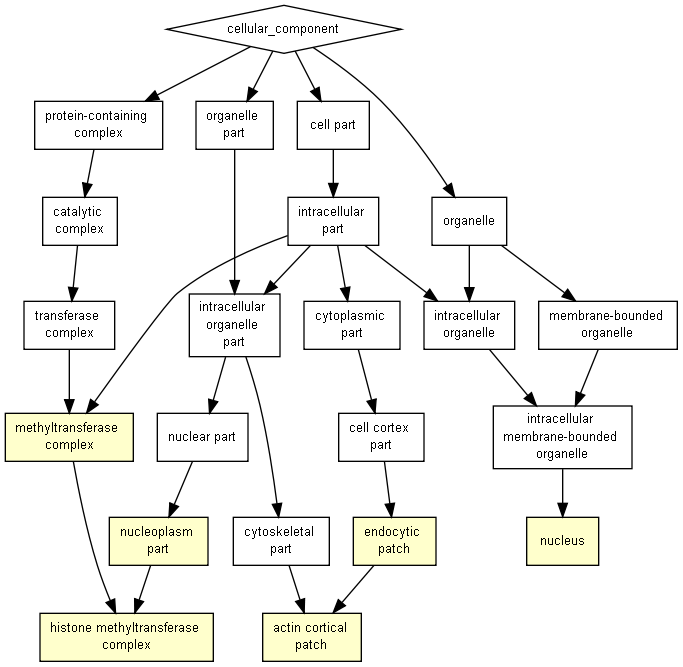 cellular_component
protein-containing
complex
organelle
part
cell part
catalytic
complex
intracellular
part
organelle
transferase
complex
intracellular
organelle
part
cytoplasmic
part
intracellular
organelle
membrane-bounded
organelle
methyltransferase
complex
nuclear part
cell cortex
part
intracellular
membrane-bounded
organelle
nucleoplasm
part
cytoskeletal
part
endocytic
patch
nucleus
histone methyltransferase
complex
actin cortical
patch